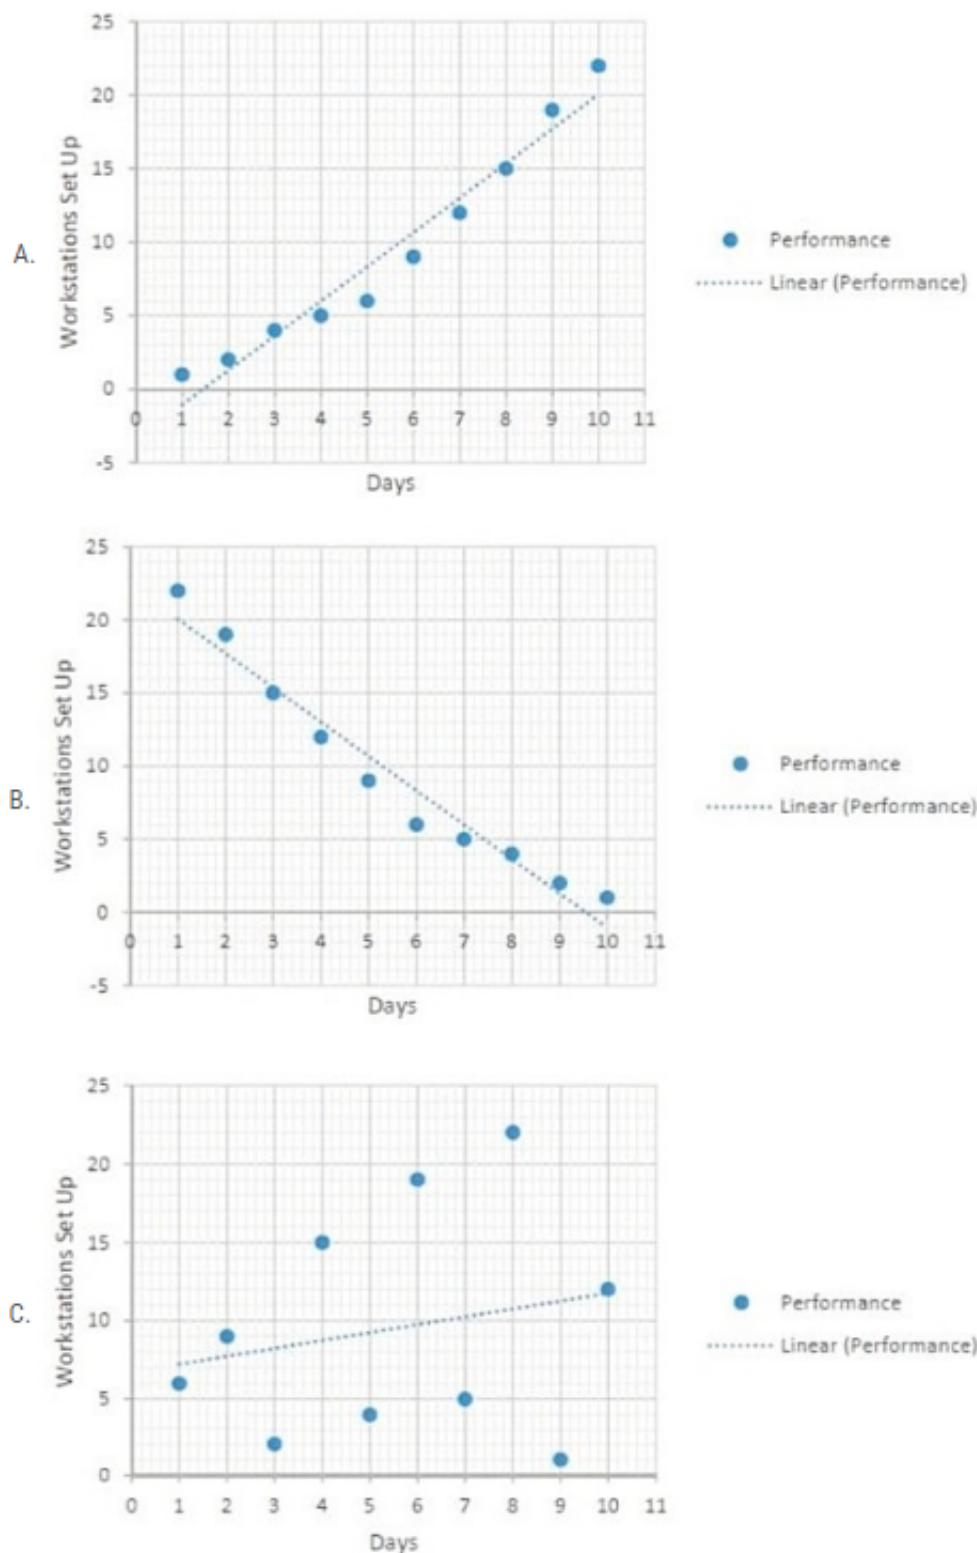 A.
Workstations Set Up
25
20
15
10
5
0
-5
0 1 2 3 4 5 6 7 8 9 10 11
Days
Performance
Linear (Performance)
B.
Workstations Set Up
25
20
15
10
5
0
-5
0 1 2 3 4 5 6 7 8 9 10 11
Days
Performance
Linear (Performance)
C.
Workstations Set Up
25
20
15
10
5
0
0 1 2 3 4 5 6 7 8 9 10 11
Days
Performance
Linear (Performance)